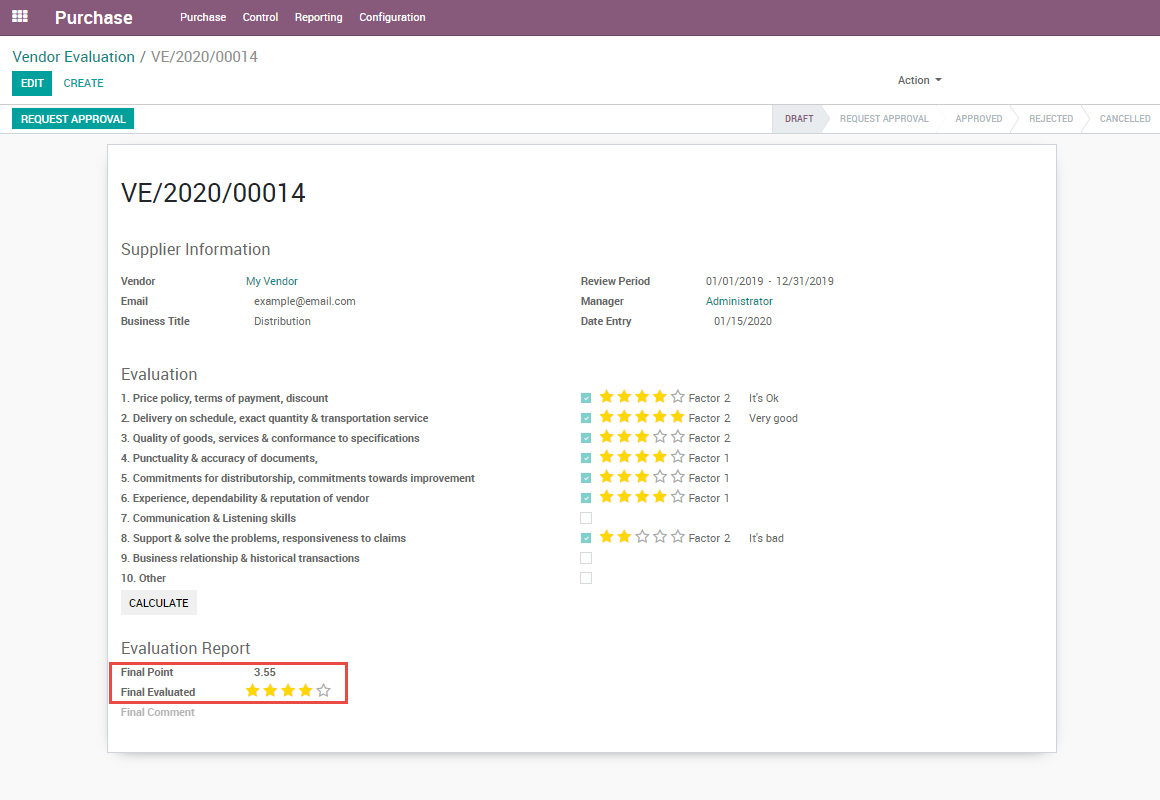 Purchase Purchase Control Reporting Configuration
Vendor Evaluation / VE/2020/00014
EDIT CREATE Action
REQUEST APPROVAL DRAFT REQUEST APPROVAL APPROVED REJECTED CANCELLED
VE/2020/00014
Supplier Information
Vendor My Vendor Review Period 01/01/2019 - 12/31/2019
Email example@email.com Manager Administrator
Business Title Distribution Date Entry 01/15/2020
Evaluation
1. Price policy, terms of payment, discount Factor 2 It's Ok
2. Delivery on schedule, exact quantity & transportation service Factor 2 Very good
3. Quality of goods, services & conformance to specifications Factor 2
4. Punctuality & accuracy of documents, Factor 1
5. Commitments for distributorship, commitments towards improvement Factor 1
6. Experience, dependability & reputation of vendor Factor 1
7. Communication & Listening skills
8. Support & solve the problems, responsiveness to claims Factor 2 It's bad
9. Business relationship & historical transactions
10. Other
CALCULATE
Evaluation Report
Final Point 3.55
Final Evaluated
Final Comment